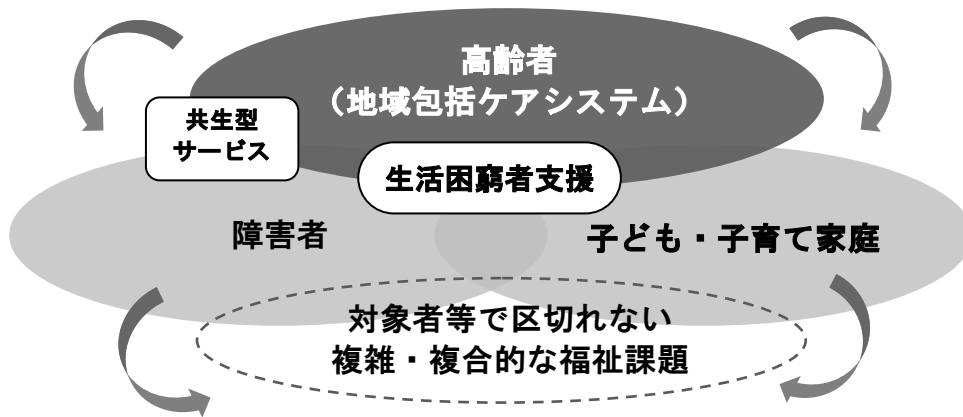 高齢者
（地域包括ケアシステム）
共生型
サービス
生活困窮者支援
障害者
子ども・子育て家庭
対象者等で区切れない
複雑・複合的な福祉課題